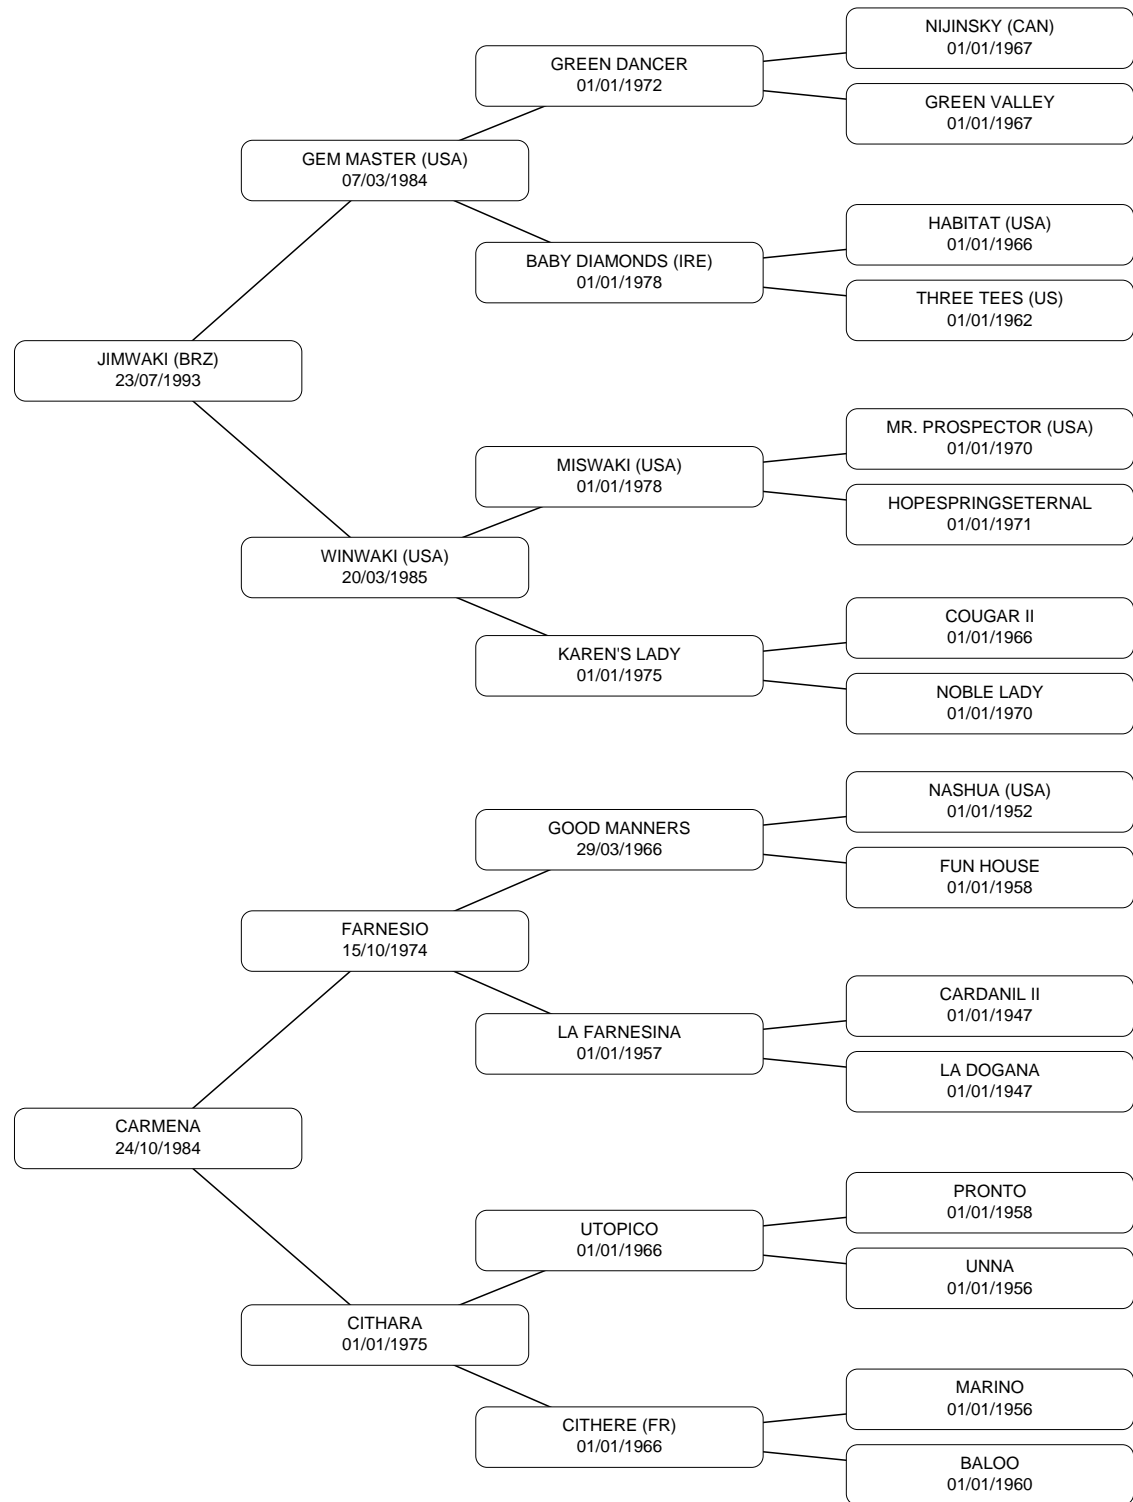 NIJINSKY (CAN)
01/01/1967
GREEN DANCER
01/01/1972
GREEN VALLEY
01/01/1967
GEM MASTER (USA)
07/03/1984
HABITAT (USA)
01/01/1966
BABY DIAMONDS (IRE)
01/01/1978
THREE TEES (US)
01/01/1962
JIMWAKI (BRZ)
23/07/1993
MR. PROSPECTOR (USA)
01/01/1970
MISWAKI (USA)
01/01/1978
HOPESPRINGSETERNAL
01/01/1971
WINWAKI (USA)
20/03/1985
COUGAR II
01/01/1966
KAREN'S LADY
01/01/1975
NOBLE LADY
01/01/1970
NASHUA (USA)
01/01/1952
GOOD MANNERS
29/03/1966
FUN HOUSE
01/01/1958
FARNESIO
15/10/1974
CARDANIL II
01/01/1947
LA FARNESINA
01/01/1957
LA DOGANA
01/01/1947
CARMENA
24/10/1984
PRONTO
01/01/1958
UTOPICO
01/01/1966
UNNA
01/01/1956
CITHARA
01/01/1975
MARINO
01/01/1956
CITHERE (FR)
01/01/1966
BALOO
01/01/1960